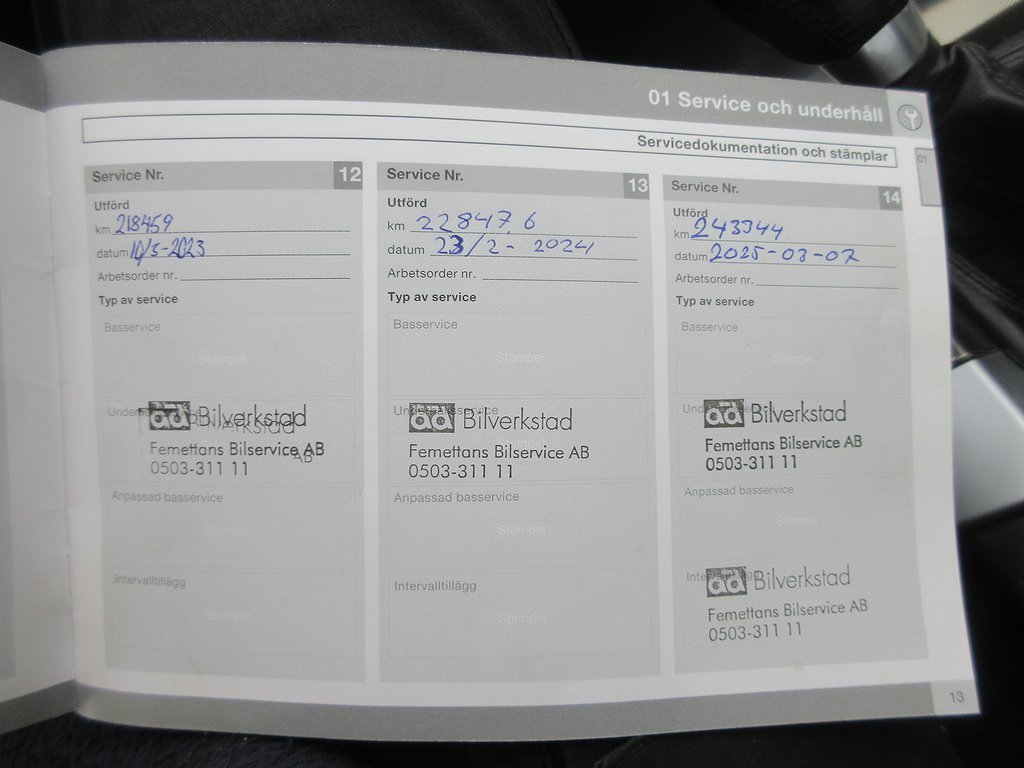 01 Service och underhåll
01
Servicedokumentation och stämplar
Service Nr. 12
Utförd
km 218459
datum 10/5-2023
Arbetsorder nr.
Typ av service
Basservice
Stämpel
ad Bilverkstad
Femettans Bilservice AB
0503-311 11
Anpassad basservice
Stämpel
Intervalltillägg
Stämpel
Service Nr. 13
Utförd
km 228476
datum 23/2-2024
Arbetsorder nr.
Typ av service
Basservice
Stämpel
Underhållsservice
ad Bilverkstad
Femettans Bilservice AB
0503-311 11
Anpassad basservice
Stämpel
Intervalltillägg
Stämpel
Service Nr. 14
Utförd
km 243344
datum 2025-03-07
Arbetsorder nr.
Typ av service
Basservice
Stämpel
ad Bilverkstad
Femettans Bilservice AB
0503-311 11
Anpassad basservice
Stämpel
ad Bilverkstad
Femettans Bilservice AB
0503-311 11
13